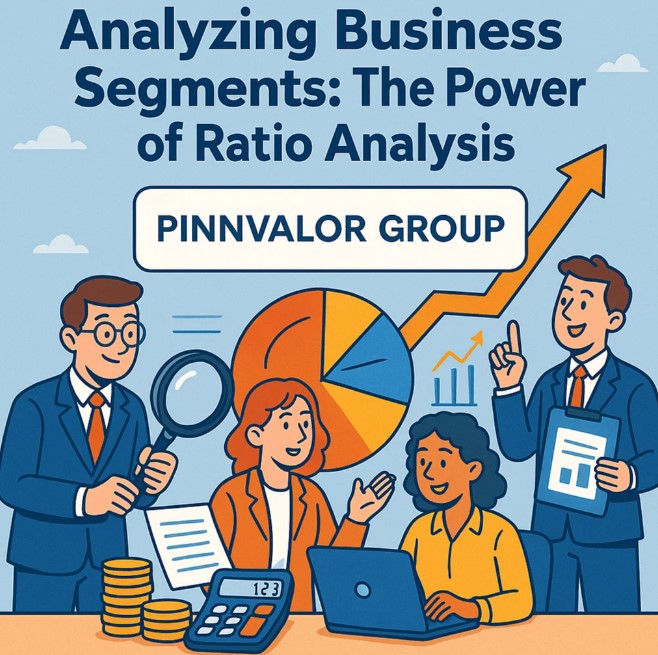 Analyzing Business
Segments: The Power
of Ratio Analysis
PINNVALOR GROUP
123